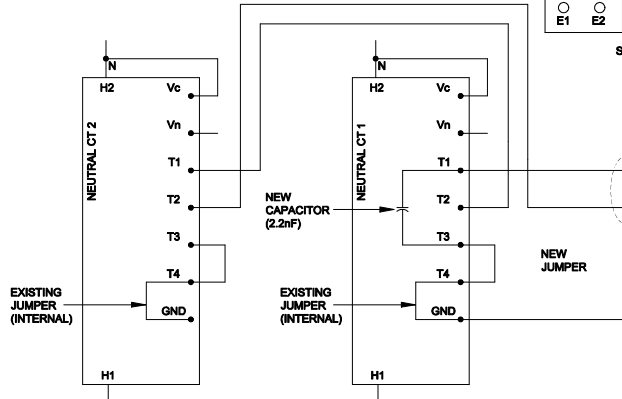 E1 E2
S
N
H2
Vc
Vn
NEUTRAL CT 2
T1
T2
T3
T4
GND
EXISTING
JUMPER
(INTERNAL)
H1
N
H2
Vc
Vn
NEUTRAL CT 1
T1
T2
NEW
CAPACITOR
(2.2nF)
T3
T4
GND
EXISTING
JUMPER
(INTERNAL)
H1
NEW
JUMPER